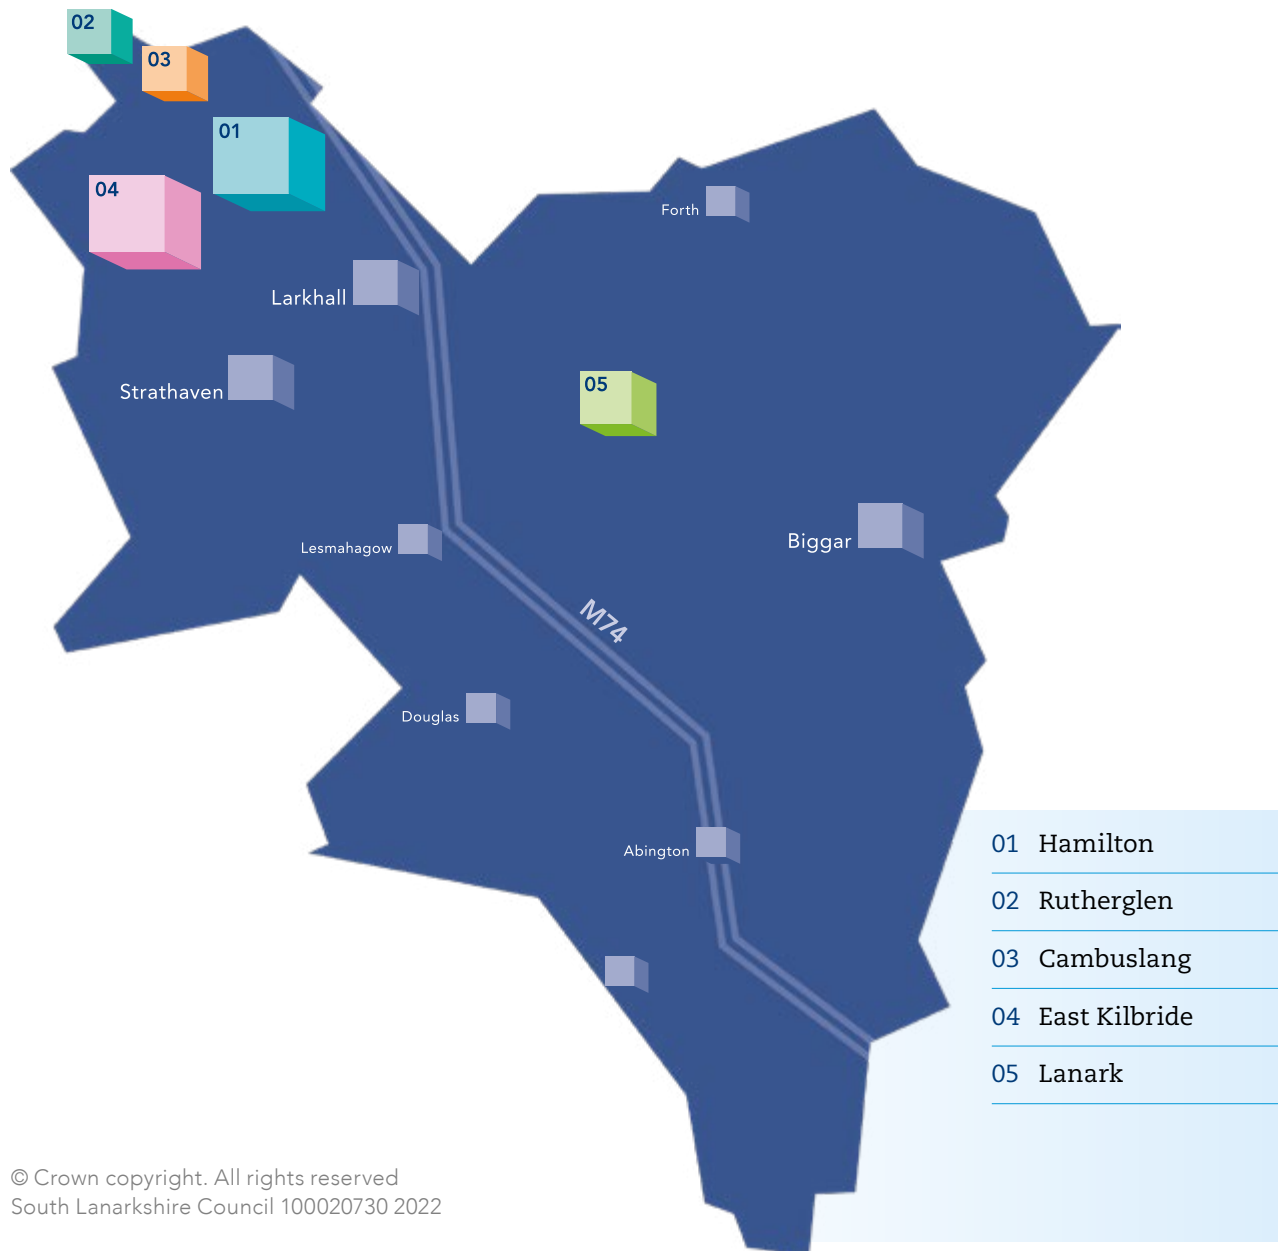 02
03
01
04
Forth
Larkhall
05
Strathaven
Biggar
Lesmahagow
M74
Douglas
Abington
01 Hamilton
02 Rutherglen
03 Cambuslang
04 East Kilbride
05 Lanark
© Crown copyright. All rights reserved
South Lanarkshire Council 100020730 2022